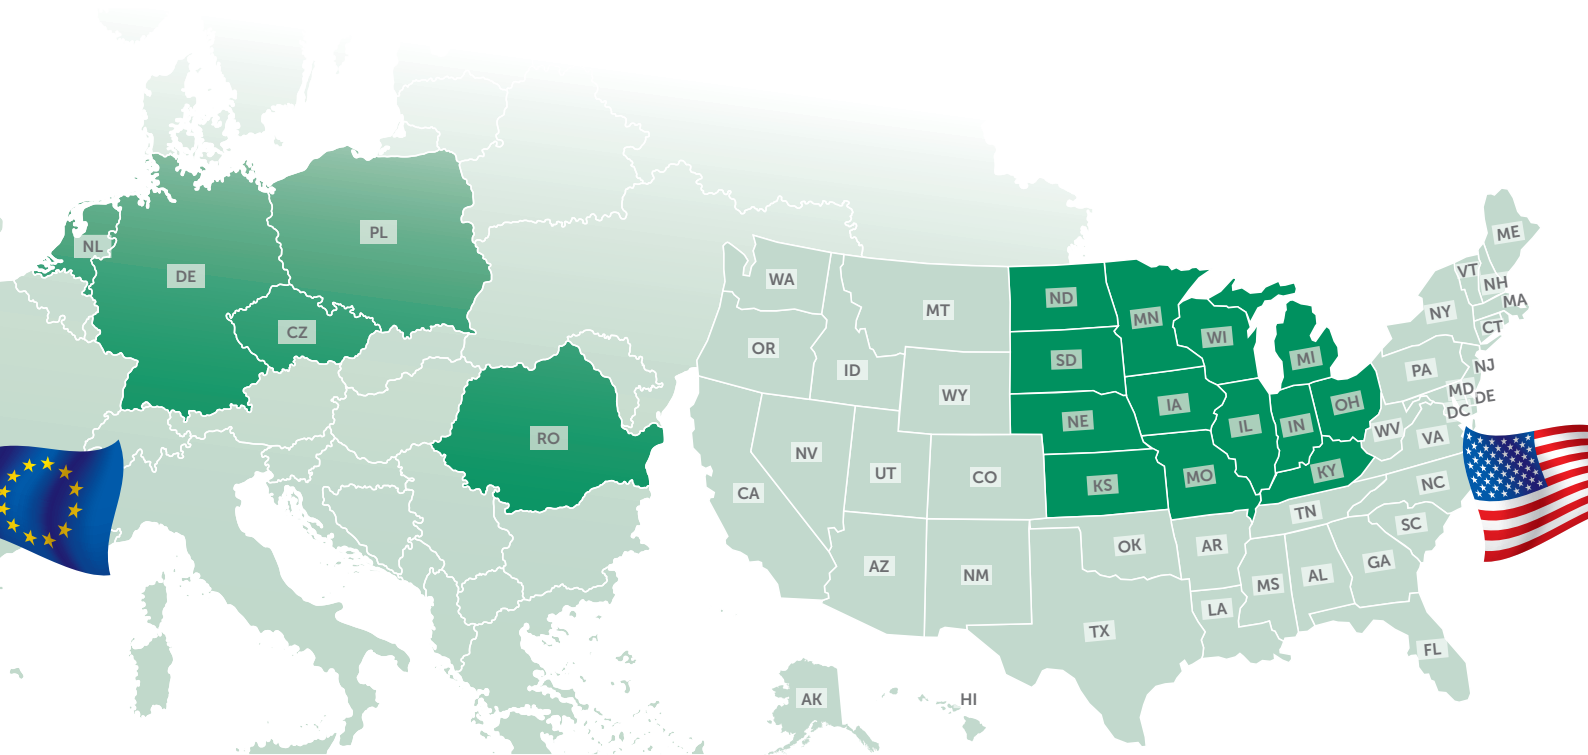 NL
DE
PL
CZ
RO
WA
OR
CA
ID
NV
MT
WY
UT
CO
AZ
NM
ND
SD
NE
KS
OK
TX
MN
IA
MO
AR
LA
WI
IL
MI
IN
OH
KY
TN
MS
AL
GA
FL
SC
NC
VA
WV
PA
NY
VT
NH
ME
MA
CT
NJ
MD
DE
DC
AK
HI